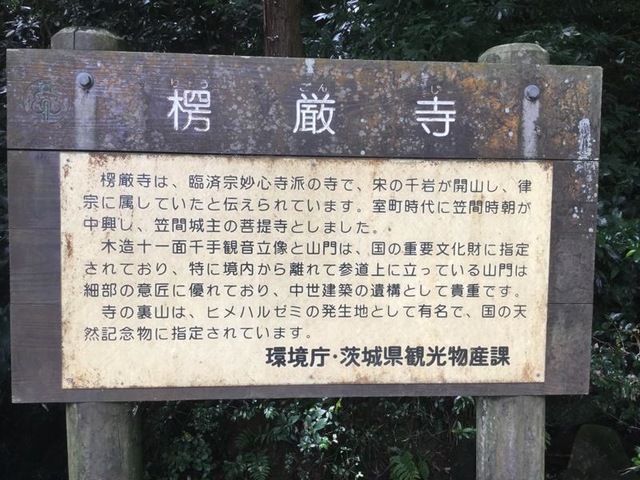 りょう ごん じ
楞厳寺
楞厳寺は、臨済宗妙心寺派の寺で、宋の千岩が開山し、律
宗に属していたと伝えられています。室町時代に笠間時朝が
中興し、笠間城主の菩提寺としました。
木造十一面千手観音立像と山門は、国の重要文化財に指定
されており、特に境内から離れて参道上に立っている山門は
細部の意匠に優れており、中世建築の遺構として貴重です。
寺の裏山は、ヒメハルゼミの発生地として有名で、国の天
然記念物に指定されています。
環境庁・茨城県観光物産課